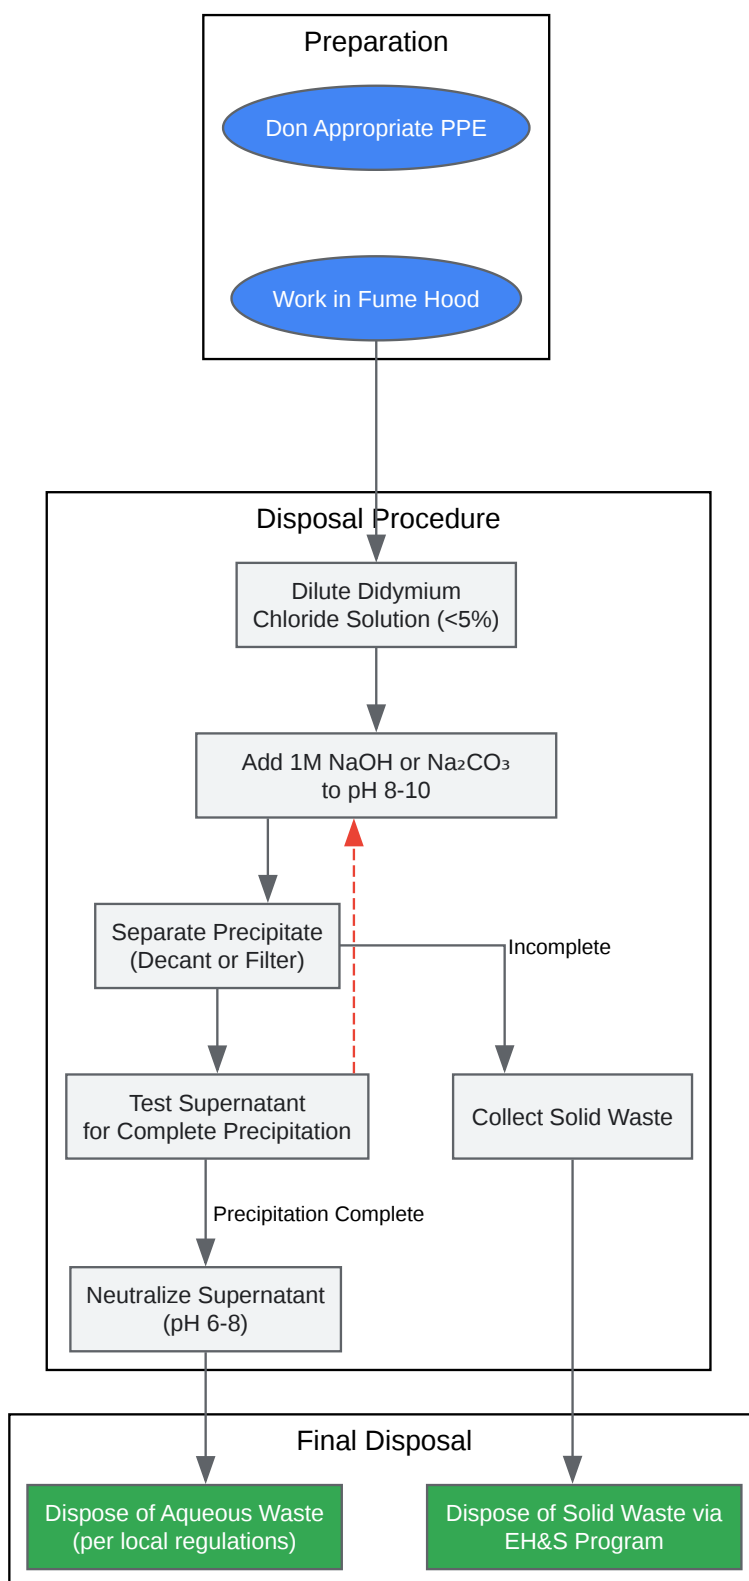 Preparation
Don Appropriate PPE
Work in Fume Hood
Disposal Procedure
Dilute Didymium
Chloride Solution (<5%)
Add 1M NaOH or Na₂CO₃
to pH 8-10
Separate Precipitate
(Decant or Filter)
Incomplete
Test Supernatant
for Complete Precipitation
Collect Solid Waste
Precipitation Complete
Neutralize Supernatant
(pH 6-8)
Final Disposal
Dispose of Aqueous Waste
(per local regulations)
Dispose of Solid Waste via
EH&S Program